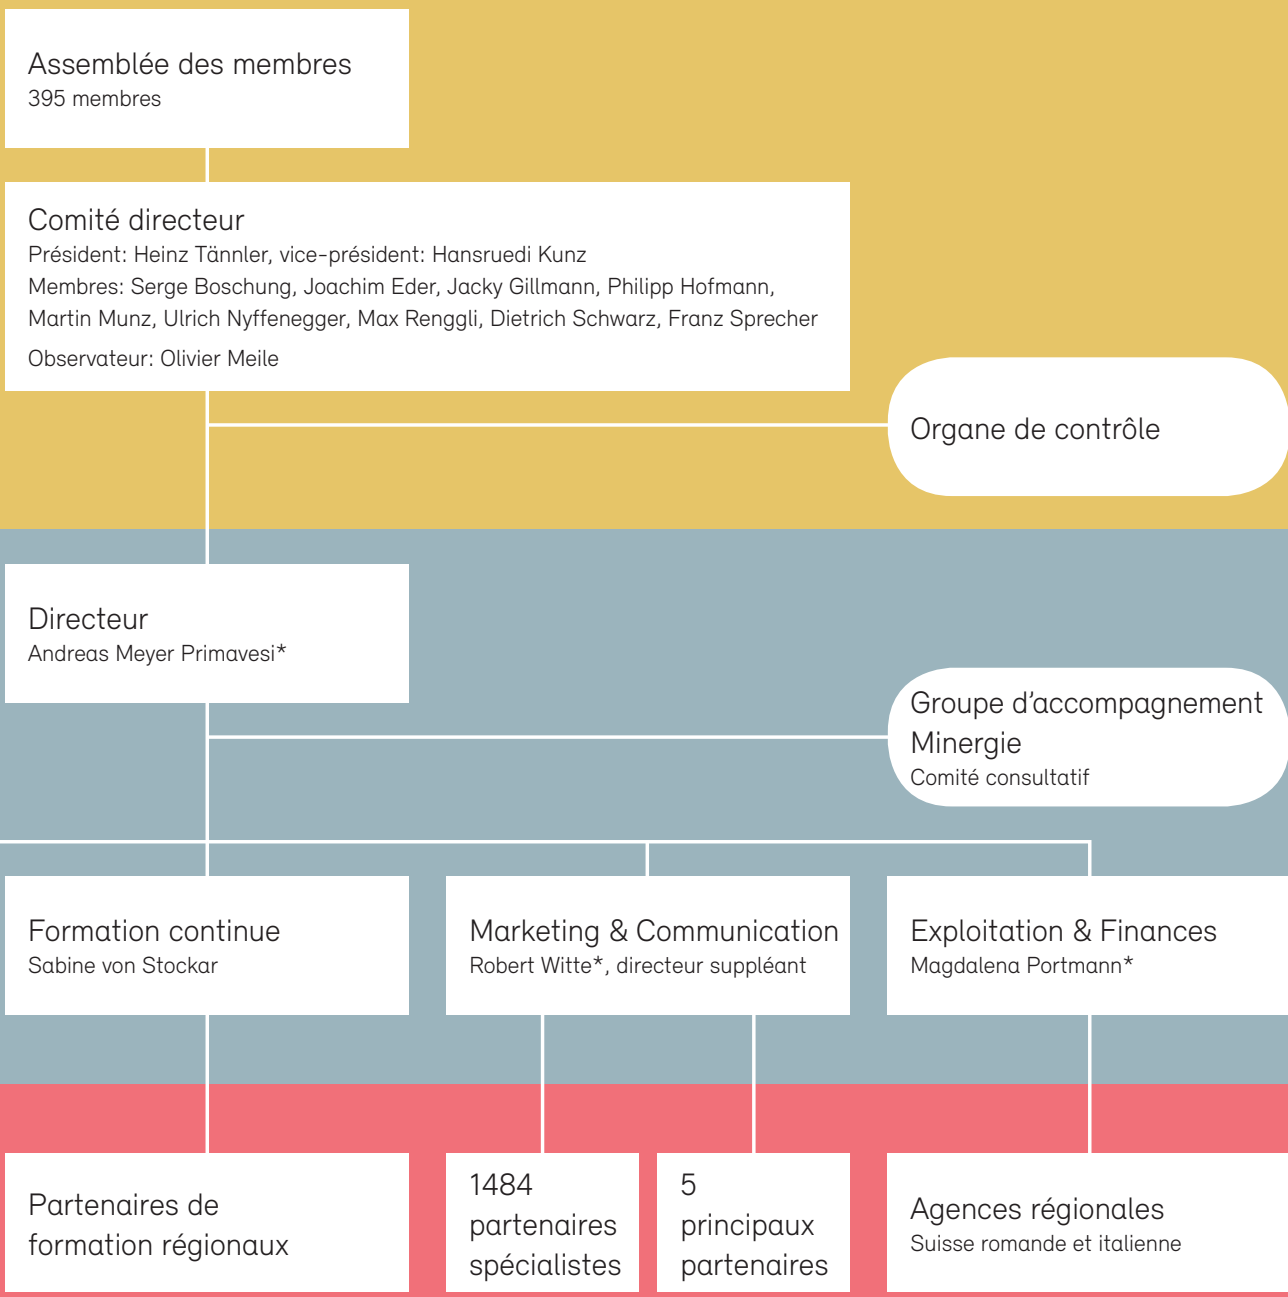 Assemblée des membres
395 membres
Comité directeur
Président: Heinz Tännler, vice-président: Hansruedi Kunz
Membres: Serge Boschung, Joachim Eder, Jacky Gillmann, Philipp Hofmann,
Martin Munz, Ulrich Nyffenegger, Max Renggli, Dietrich Schwarz, Franz Sprecher
Observateur: Olivier Meile
Organe de contrôle
Directeur
Andreas Meyer Primavesi*
Groupe d’accompagnement
Minergie
Comité consultatif
Formation continue
Sabine von Stockar
Marketing & Communication
Robert Witte*, directeur suppléant
Exploitation & Finances
Magdalena Portmann*
Partenaires de
formation régionaux
1484
partenaires
spécialistes
5
principaux
partenaires
Agences régionales
Suisse romande et italienne